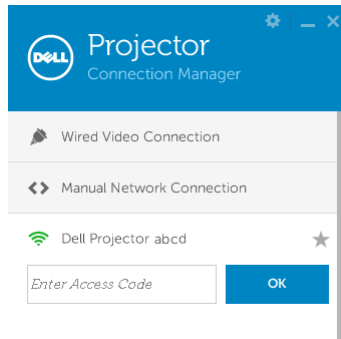 DELL
Projector
Connection Manager
Wired Video Connection
Manual Network Connection
Dell Projector abcd
Enter Access Code
OK